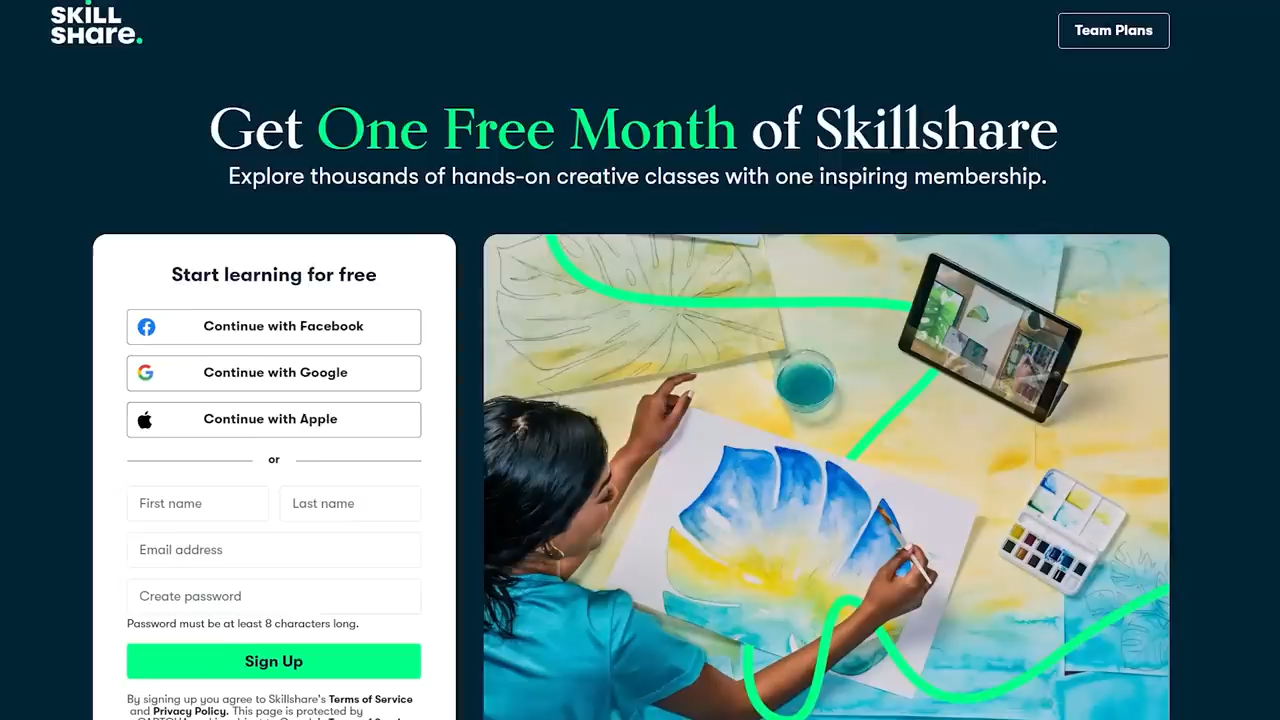 SKILL
SHare.
Team Plans
Get One Free Month of Skillshare
Explore thousands of hands-on creative classes with one inspiring membership.
Start learning for free
Continue with Facebook
Continue with Google
Continue with Apple
or
First name
Last name
Email address
Create password
Password must be at least 8 characters long.
Sign Up
By signing up you agree to Skillshare's Terms of Service
and Privacy Policy. This page is protected by